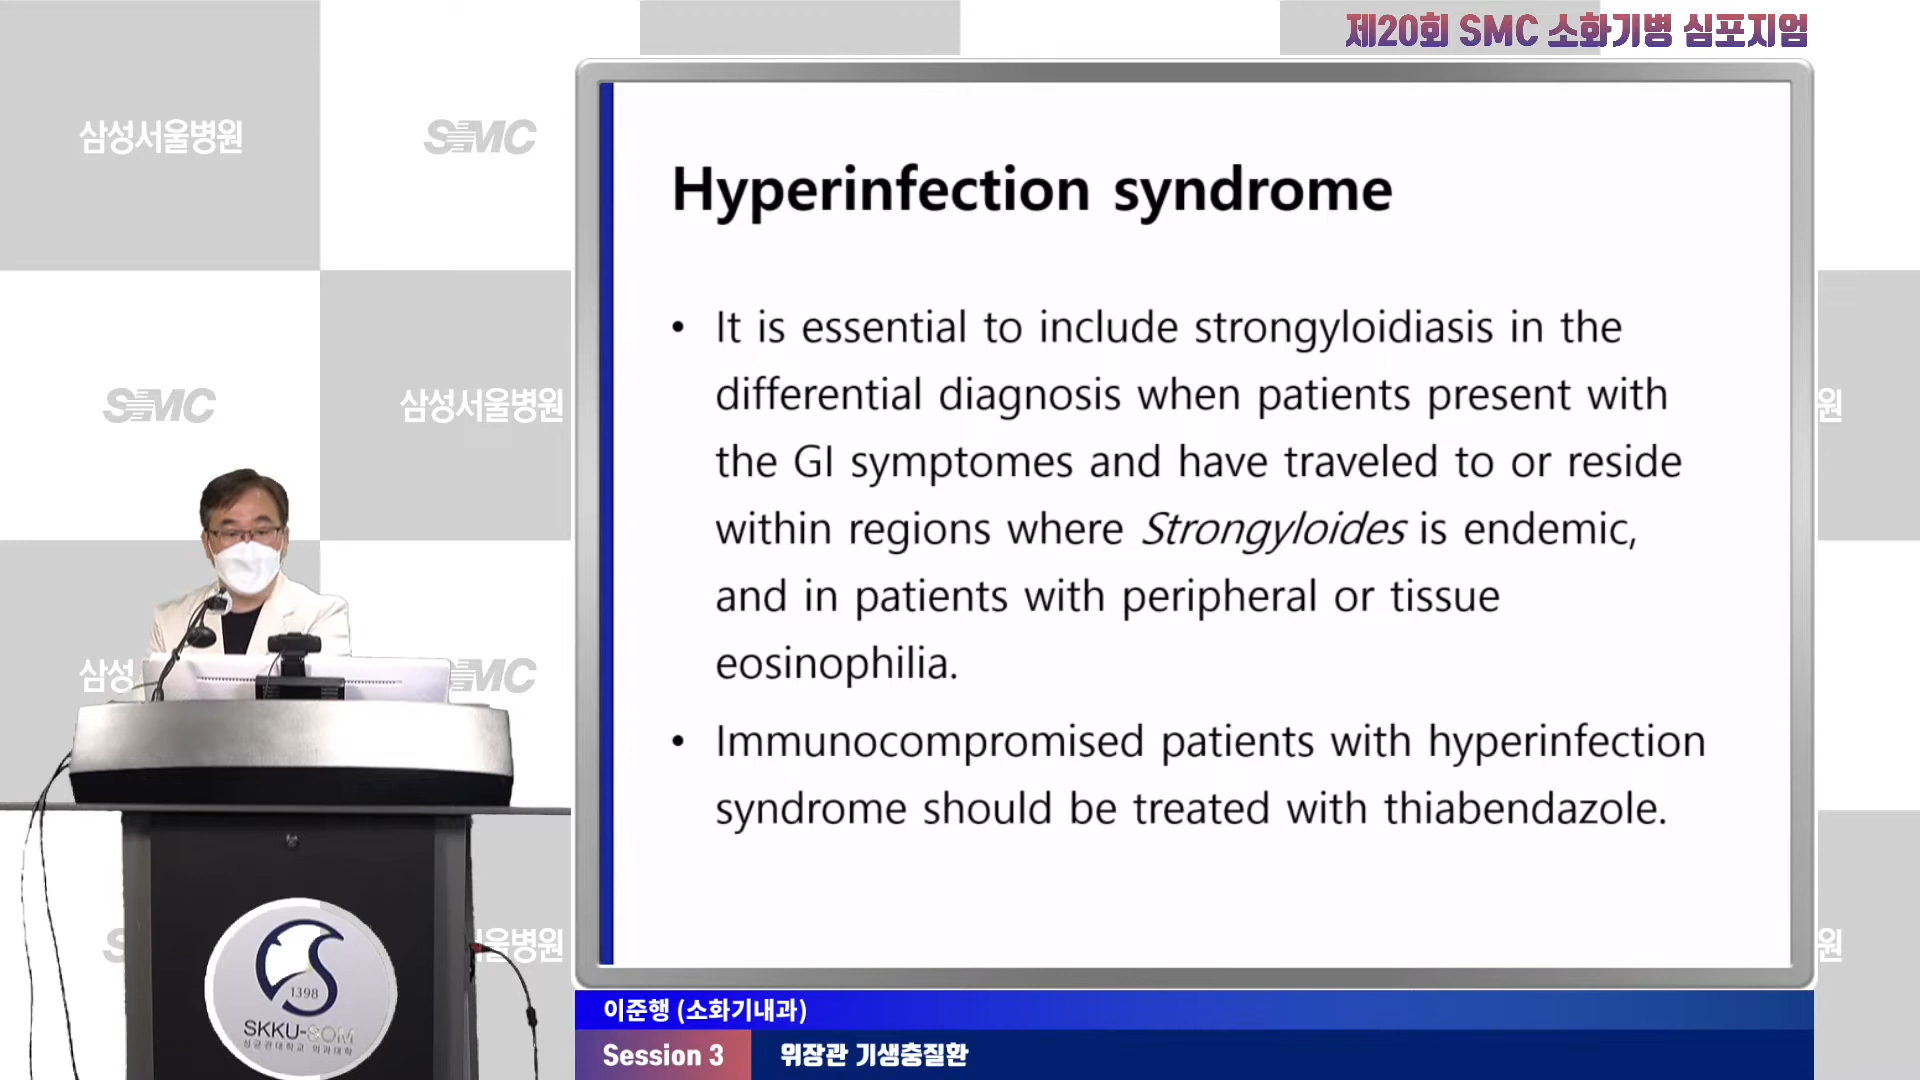 제20회 SMC 소화기병 심포지엄
삼성서울병원
SMC
Hyperinfection syndrome
• It is essential to include strongyloidiasis in the
differential diagnosis when patients present with
the GI symptomes and have traveled to or reside
within regions where Strongyloides is endemic,
and in patients with peripheral or tissue
eosinophilia.
• Immunocompromised patients with hyperinfection
syndrome should be treated with thiabendazole.
SMC
삼성서울병원
원
삼성
SMC
S
울병원
원
1398
SKKU-SOM
성균관대학교 의과대학
이준행 (소화기내과)
Session 3
위장관 기생충질환